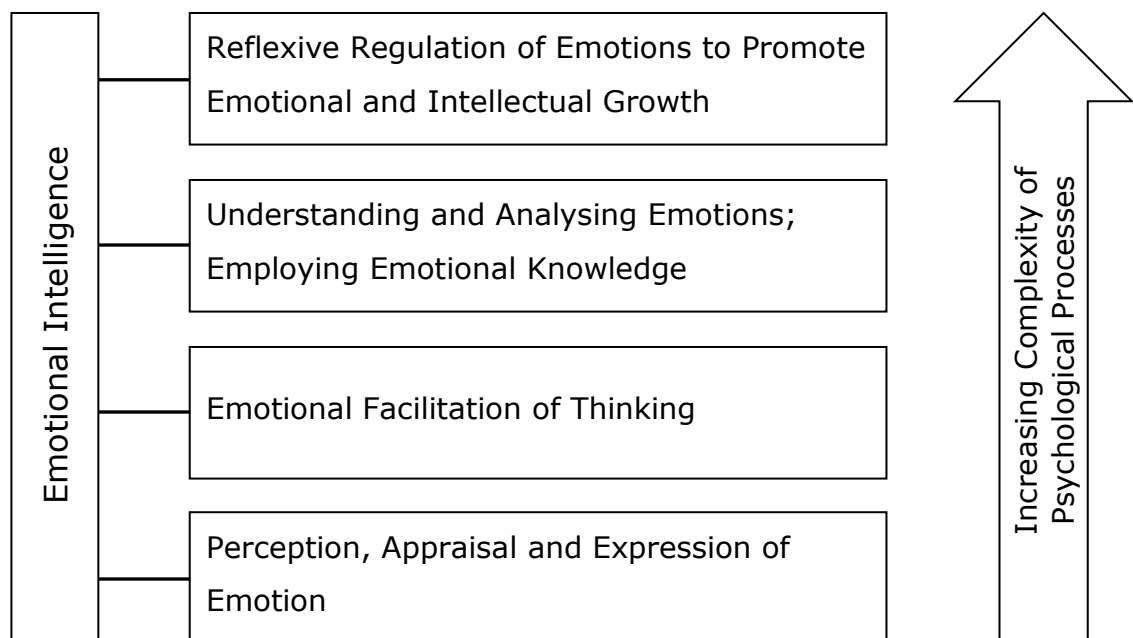 Emotional Intelligence
Reflexive Regulation of Emotions to Promote
Emotional and Intellectual Growth
Understanding and Analysing Emotions;
Employing Emotional Knowledge
Emotional Facilitation of Thinking
Perception, Appraisal and Expression of
Emotion
Increasing Complexity of
Psychological Processes